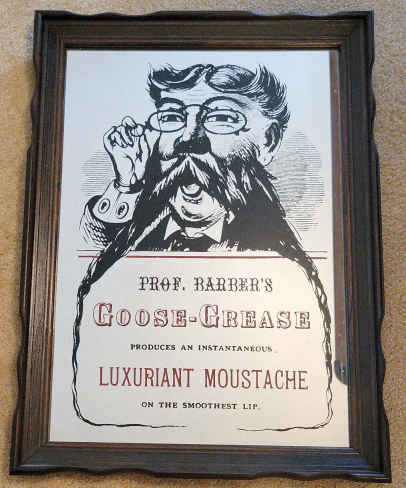 PROF. BARBER'S
GOOSE-GREASE
PRODUCES AN INSTANTANEOUS
LUXURIANT MOUSTACHE
ON THE SMOOTHEST LIP.